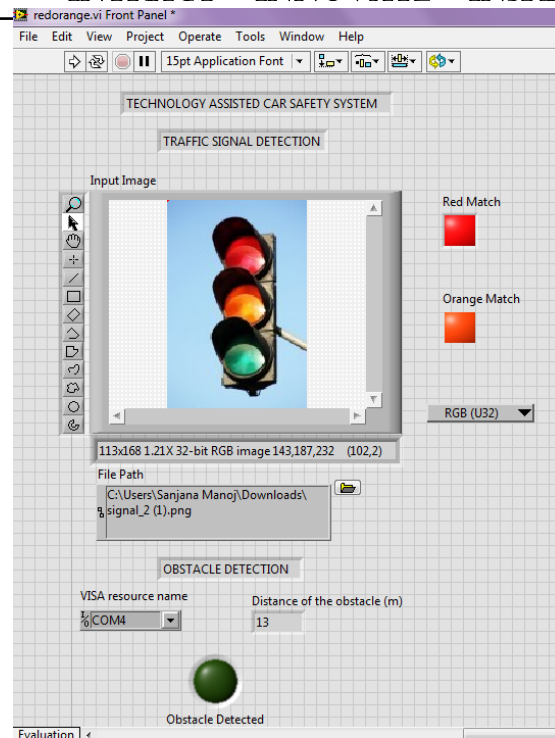 redorange.vi Front Panel *
File Edit View Project Operate Tools Window Help
15pt Application Font
TECHNOLOGY ASSISTED CAR SAFETY SYSTEM
TRAFFIC SIGNAL DETECTION
Input Image
Red Match
Orange Match
RGB (U32)
113x168 1.21X 32-bit RGB image 143,187,232 (102,2)
File Path
C:\Users\Sanjana Manoj\Downloads\
signal_2 (1).png
OBSTACLE DETECTION
VISA resource name
Distance of the obstacle (m)
COM4
13
Obstacle Detected
Evaluation